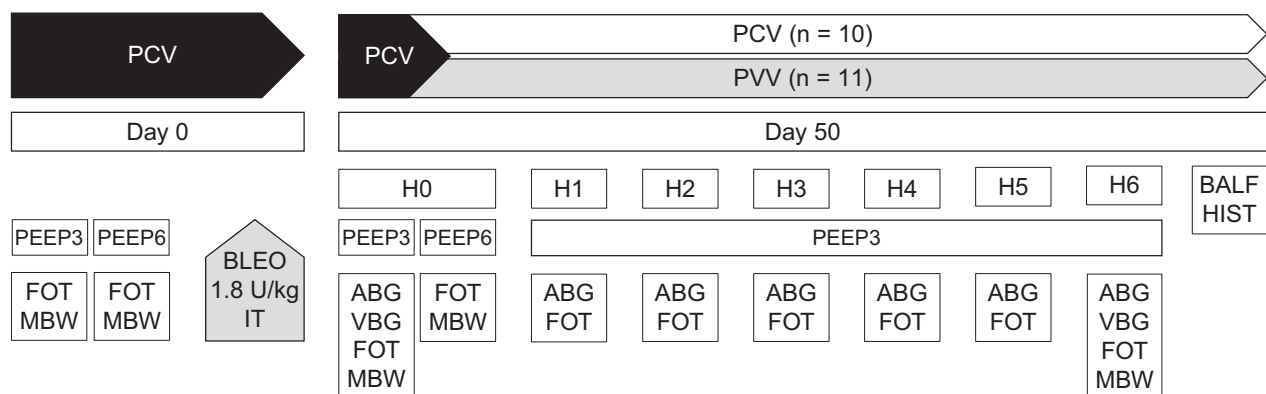 PCV
PCV
PCV (n = 10)
PVV (n = 11)
Day 0
Day 50
H0
H1
H2
H3
H4
H5
H6
BALF
HIST
PEEP3
PEEP6
PEEP3
PEEP6
PEEP3
FOT
MBW
FOT
MBW
BLEO
1.8 U/kg
IT
ABG
VBG
FOT
MBW
FOT
MBW
ABG
FOT
ABG
FOT
ABG
FOT
ABG
FOT
ABG
FOT
ABG
VBG
FOT
MBW